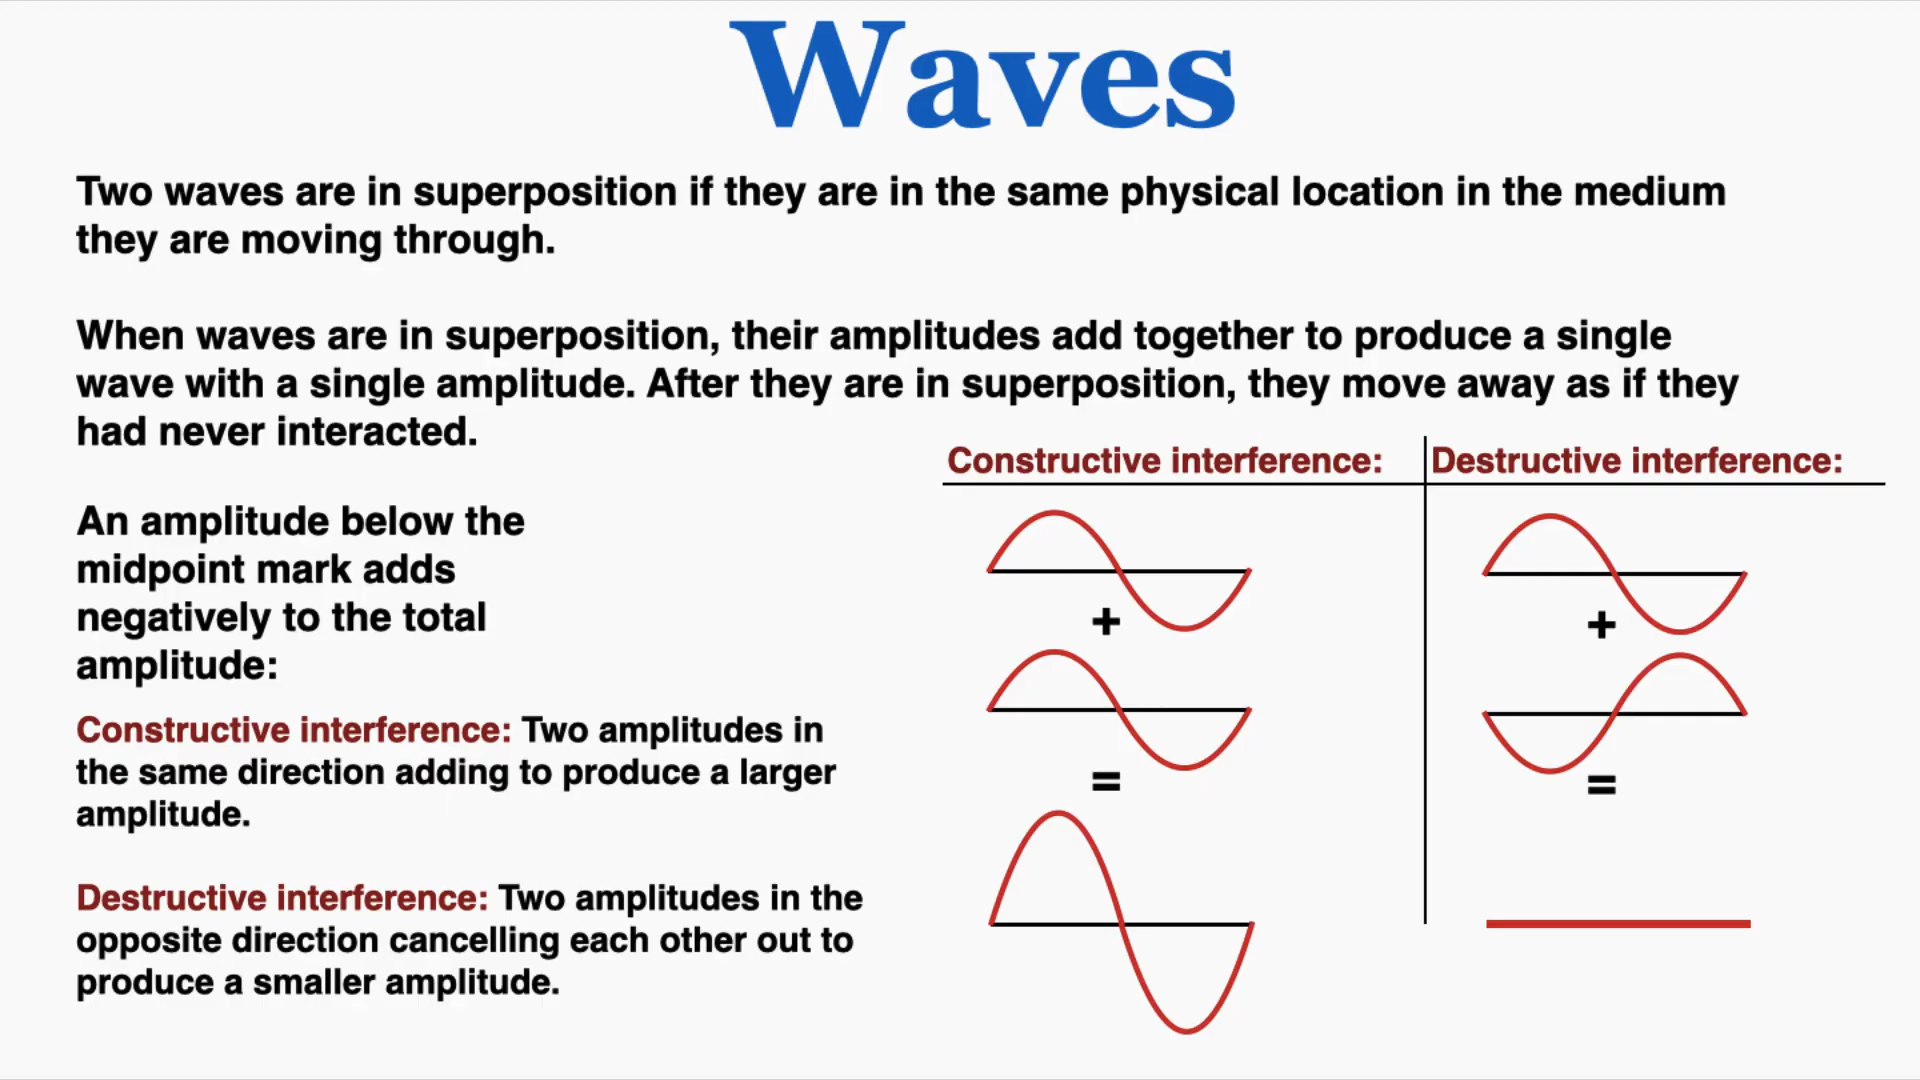 Waves
Two waves are in superposition if they are in the same physical location in the medium
they are moving through.
When waves are in superposition, their amplitudes add together to produce a single
wave with a single amplitude. After they are in superposition, they move away as if they
had never interacted.
An amplitude below the
midpoint mark adds
negatively to the total
amplitude:
Constructive interference: Two amplitudes in
the same direction adding to produce a larger
amplitude.
Destructive interference: Two amplitudes in the
opposite direction cancelling each other out to
produce a smaller amplitude.
Constructive interference:
+
=
Destructive interference:
+
=